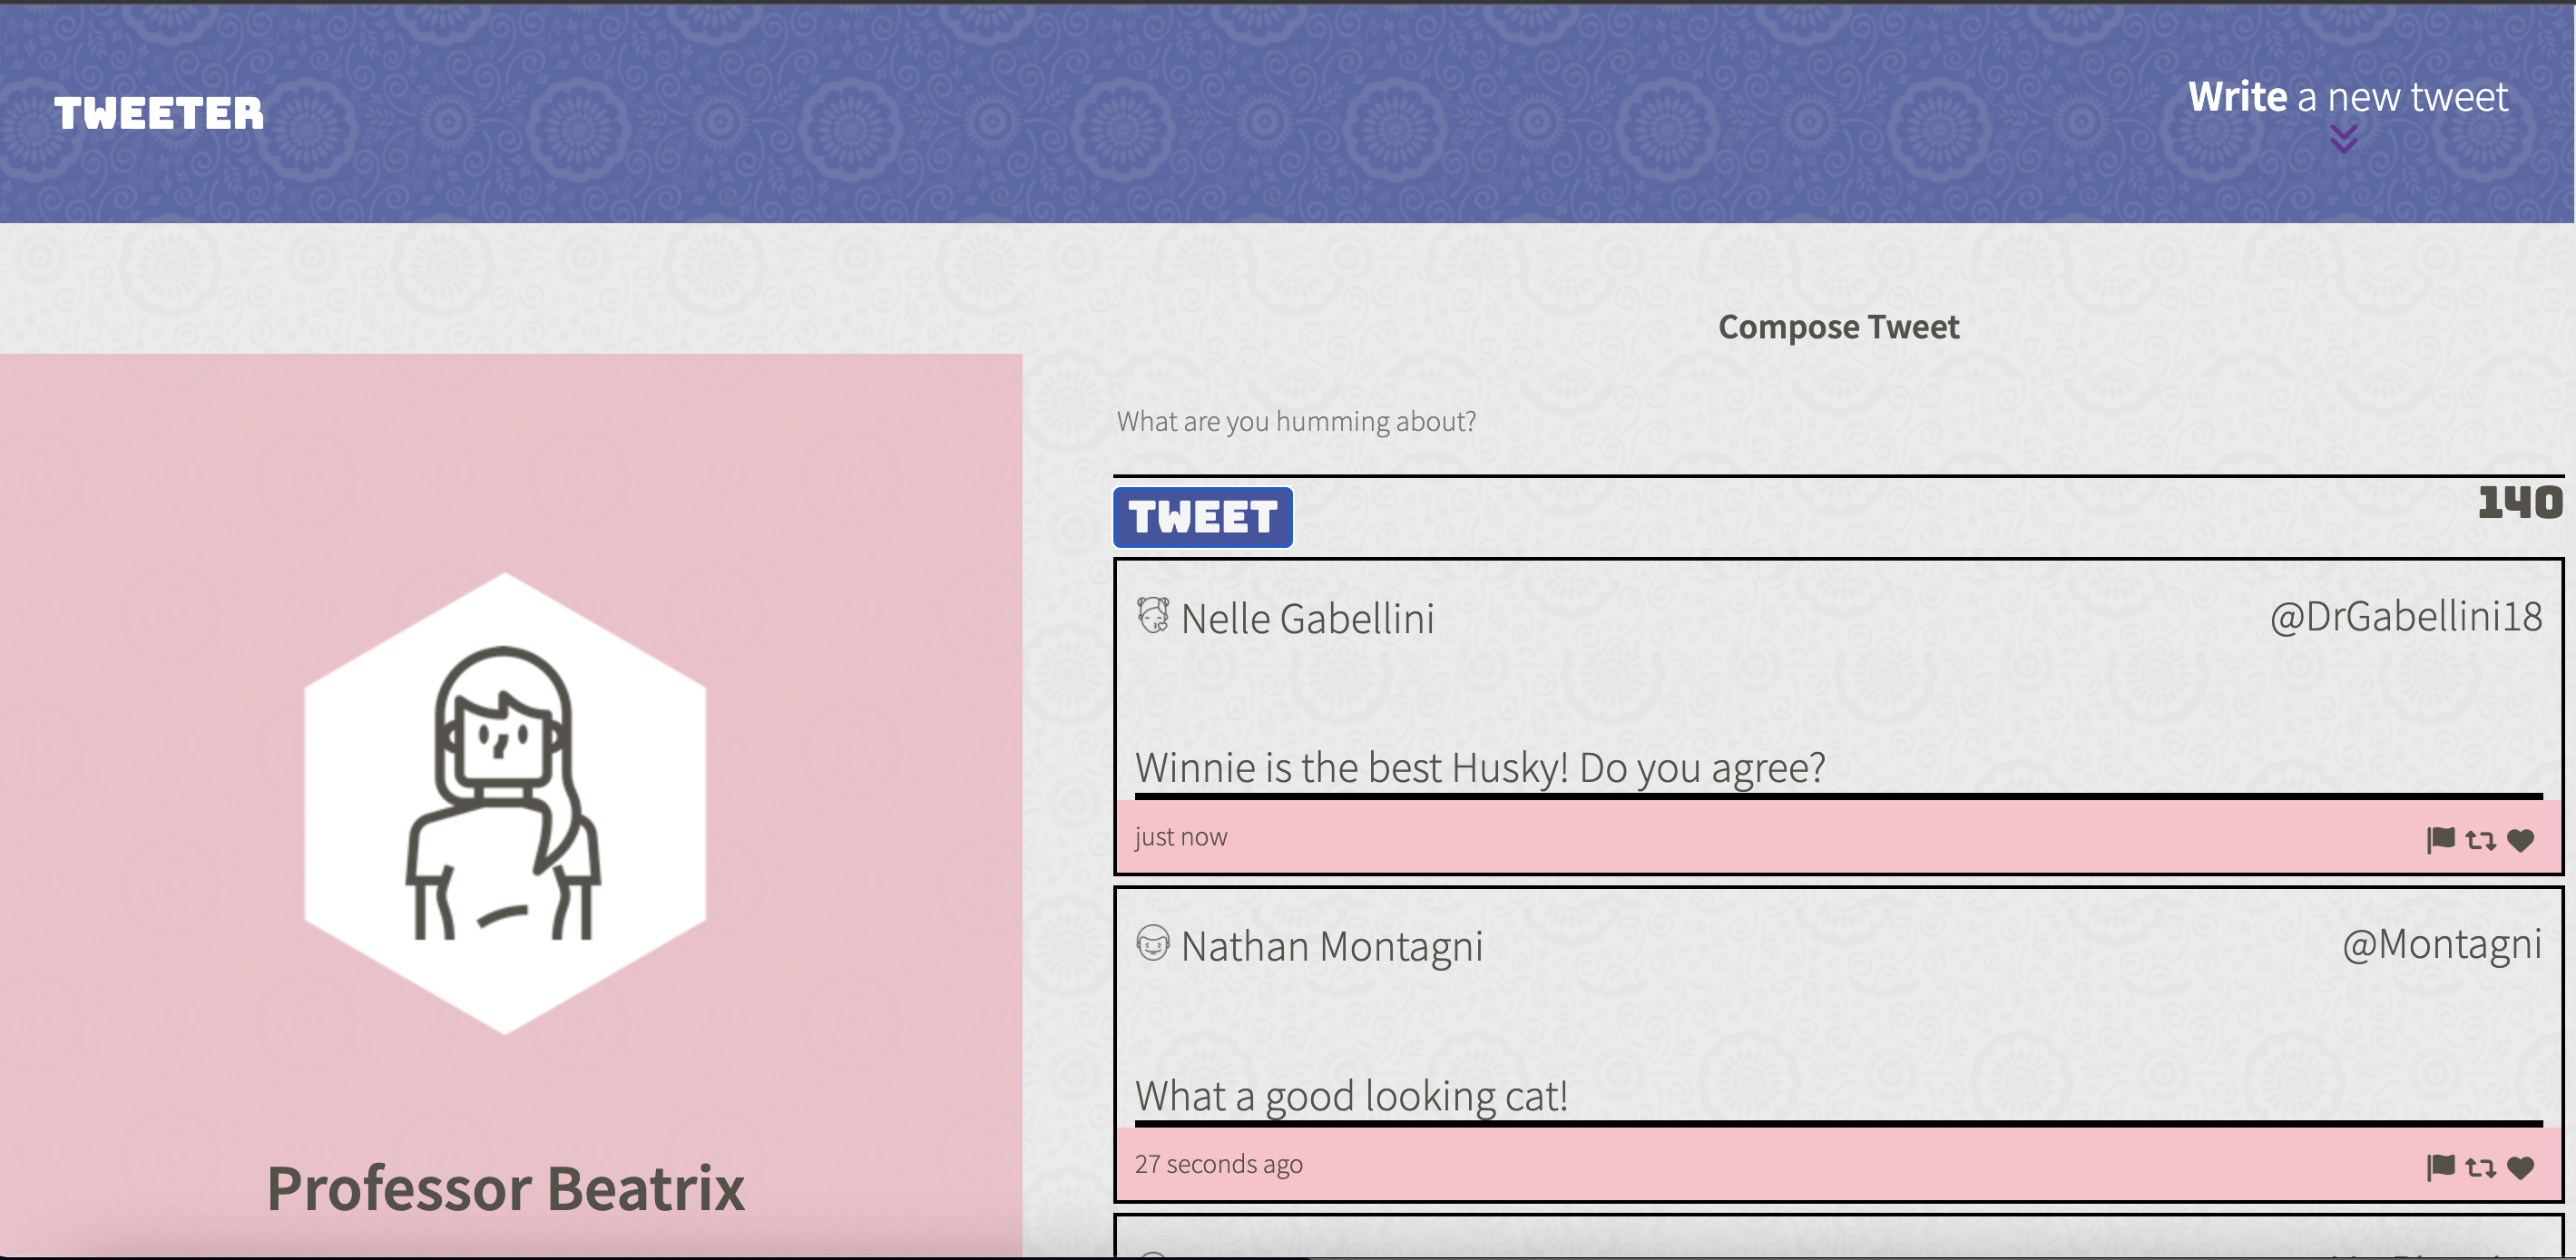 TWEETER
Write a new tweet
Professor Beatrix
Compose Tweet
What are you humming about?
TWEET
140
Nelle Gabellini
@DrGabellini18
Winnie is the best Husky! Do you agree?
just now
Nathan Montagni
@Montagni
What a good looking cat!
27 seconds ago